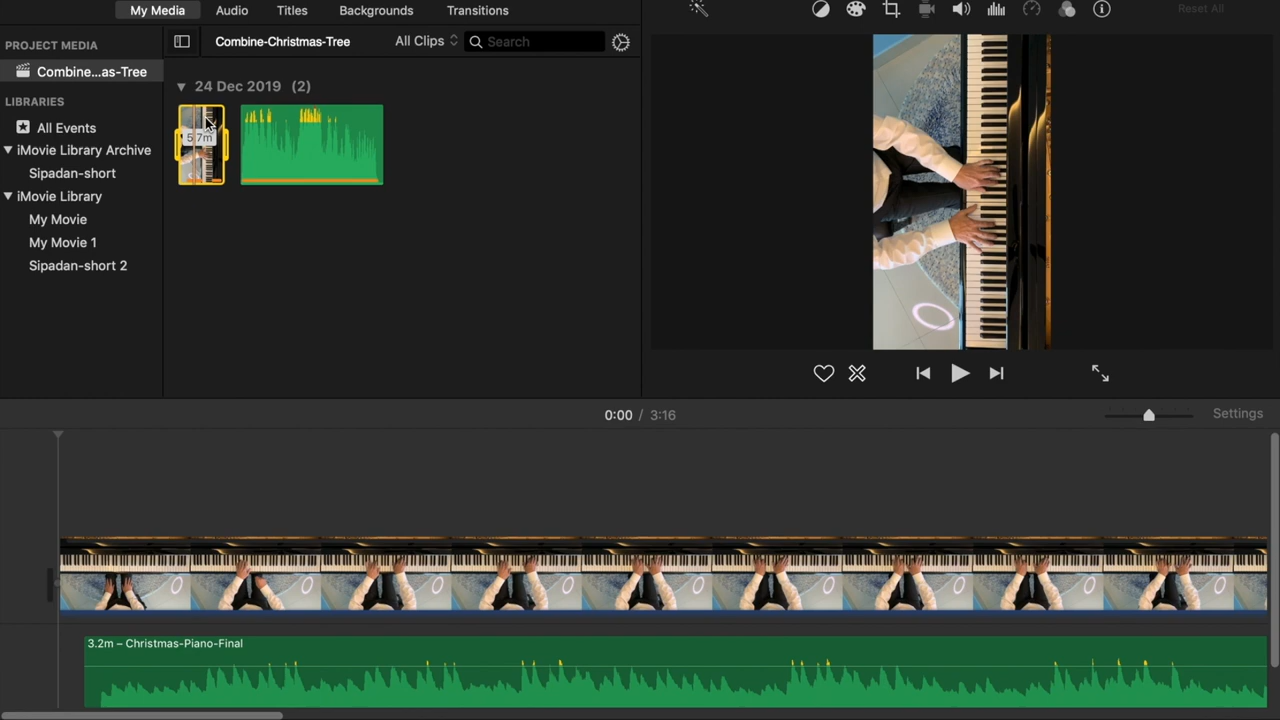 My Media Audio Titles Backgrounds Transitions
Reset All
PROJECT MEDIA
Combine...as-Tree
LIBRARIES
All Events
iMovie Library Archive
Sipadan-short
iMovie Library
My Movie
My Movie 1
Sipadan-short 2
Combine-Christmas-Tree All Clips Search
24 Dec 2019 (2)
5.7m
0:00 / 3:16
Settings
3.2m – Christmas-Piano-Final